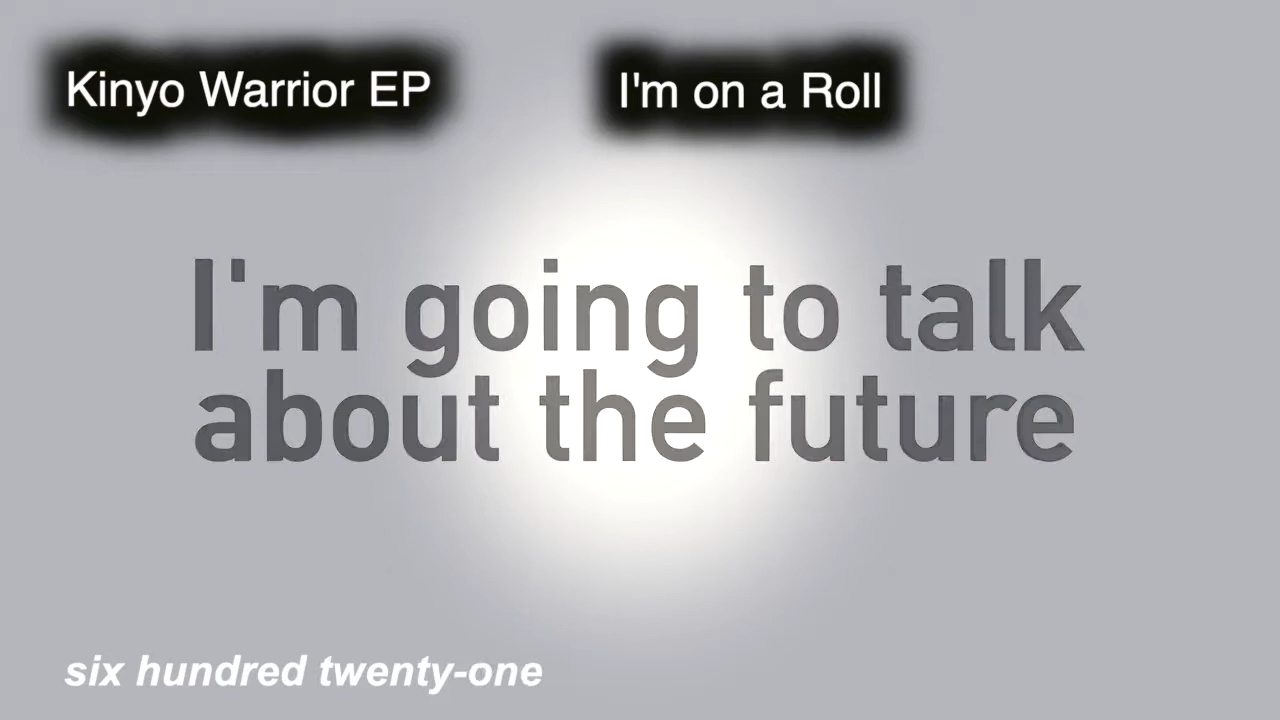 Kinyo Warrior EP
I'm on a Roll
I'm going to talk
about the future
six hundred twenty-one